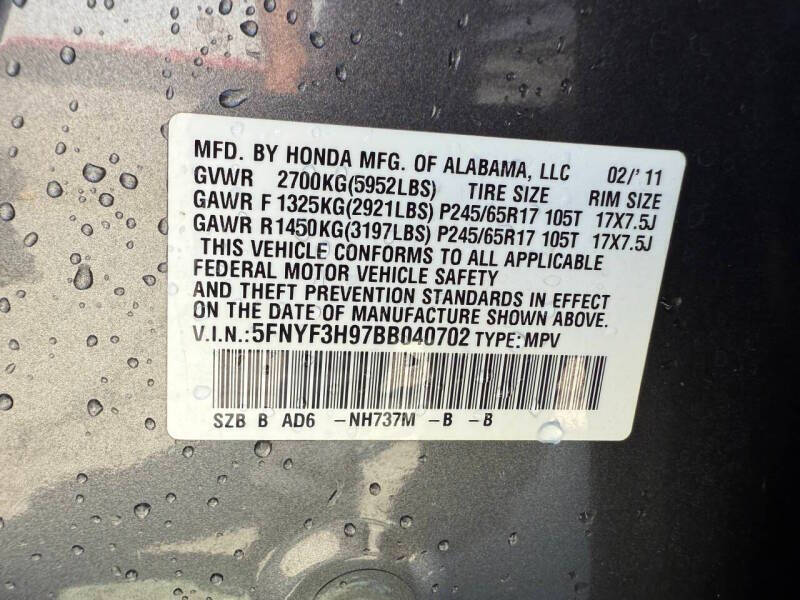 MFD. BY HONDA MFG. OF ALABAMA, LLC 02/'11
GVWR 2700KG(5952LBS) TIRE SIZE RIM SIZE
GAWR F 1325KG(2921LBS) P245/65R17 105T 17X7.5J
GAWR R1450KG(3197LBS) P245/65R17 105T 17X7.5J
THIS VEHICLE CONFORMS TO ALL APPLICABLE
FEDERAL MOTOR VEHICLE SAFETY
AND THEFT PREVENTION STANDARDS IN EFFECT
ON THE DATE OF MANUFACTURE SHOWN ABOVE.
V.I.N.:5FNYF3H97BB040702 TYPE:MPV
SZB B AD6 -NH737M -B -B